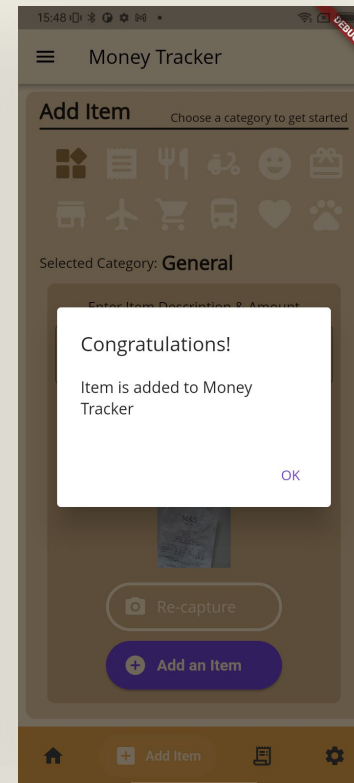 15:48
DEBUG
Money Tracker
Add Item
Choose a category to get started
Selected Category: General
Enter Item Description & Amount
Congratulations!
Item is added to Money
Tracker
OK
M&S
Re-capture
Add an Item
Add Item